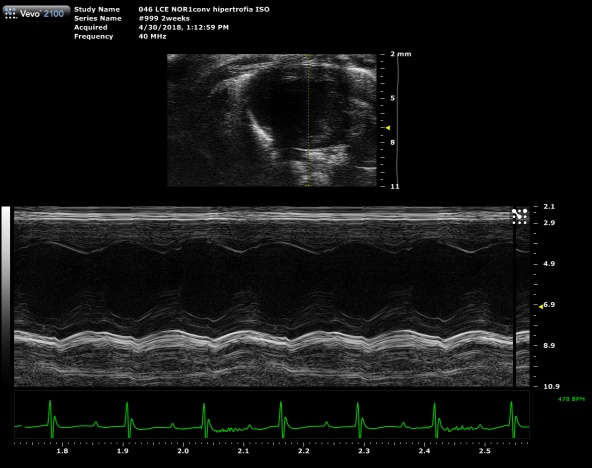 Vevo 2100
Study Name 046 LCE NOR1conv hipertrofia ISO
Series Name #999 2weeks
Acquired 4/30/2018, 1:12:59 PM
Frequency 40 MHz
2 mm
5
8
11
2.1
2.9
4.9
6.9
8.9
10.9
470 BPM
1.8 1.9 2.0 2.1 2.2 2.3 2.4 2.5